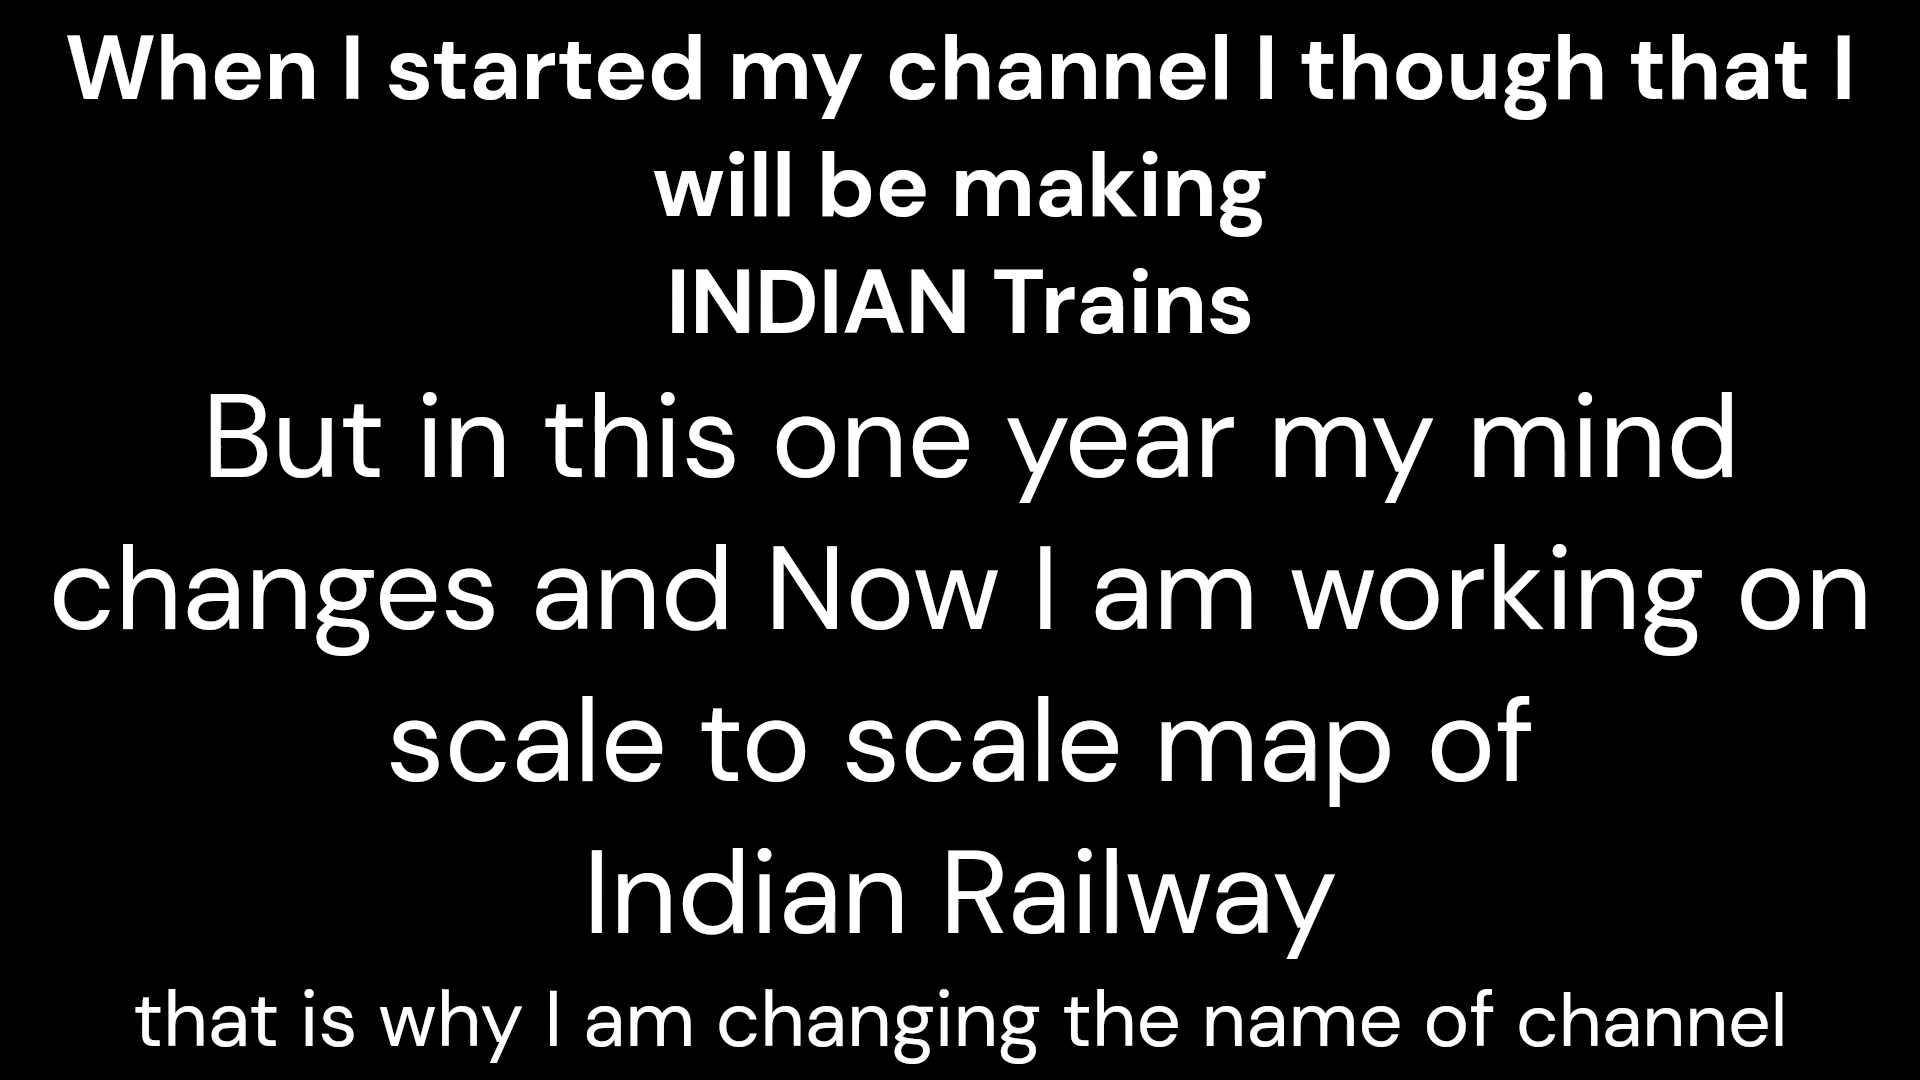 When I started my channel I though that I
will be making
INDIAN Trains
But in this one year my mind
changes and Now I am working on
scale to scale map of
Indian Railway
that is why I am changing the name of channel